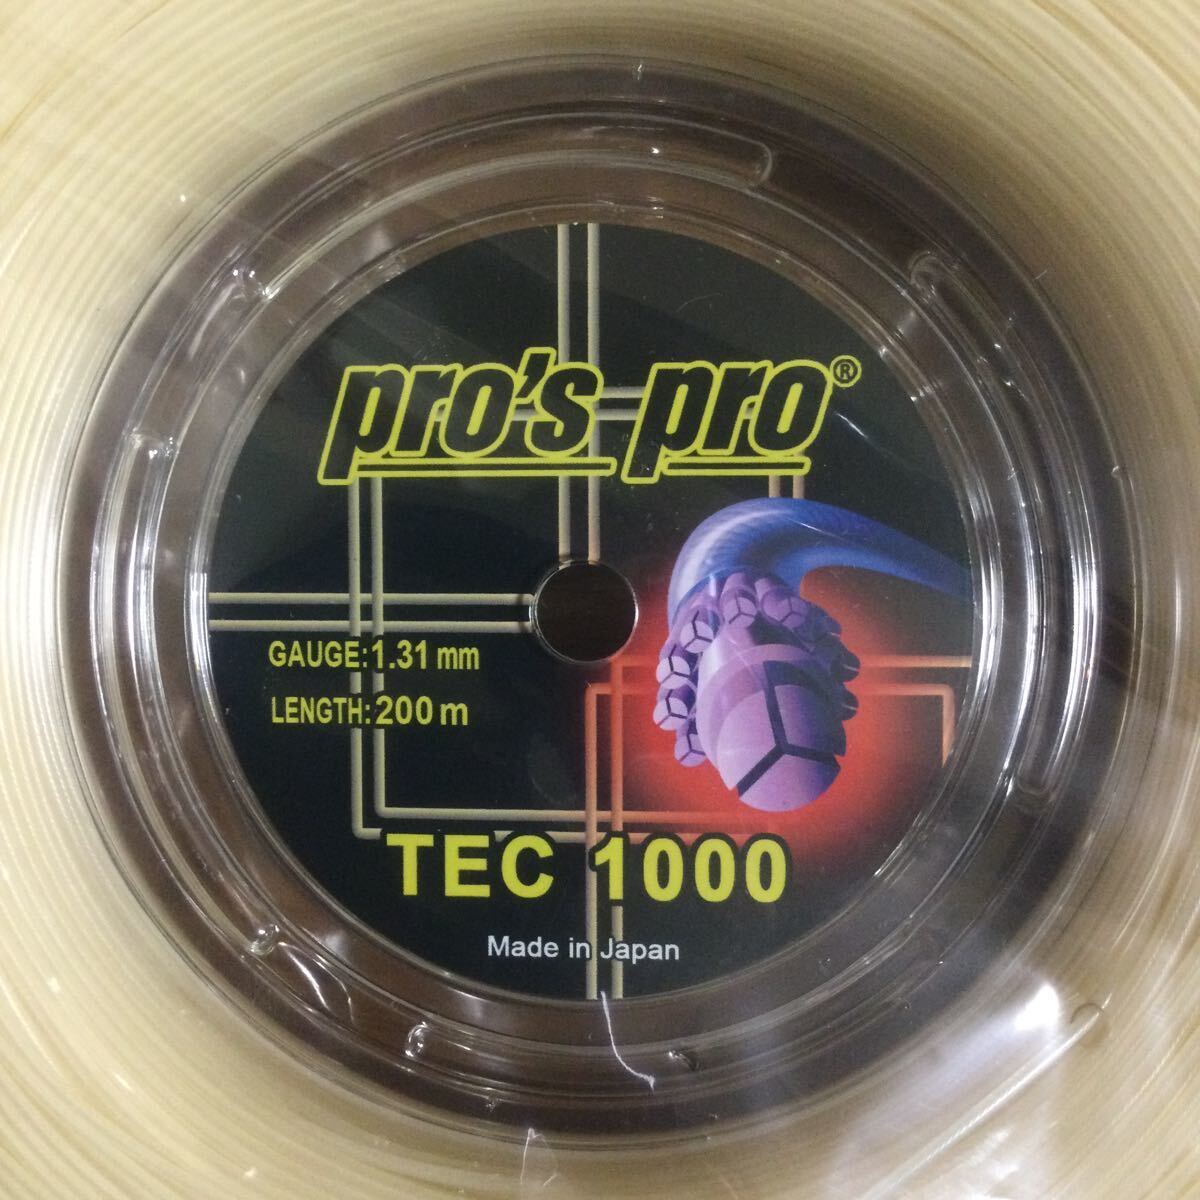 pro's pro®
GAUGE:1.31 mm
LENGTH: 200 m
TEC 1000
Made in Japan